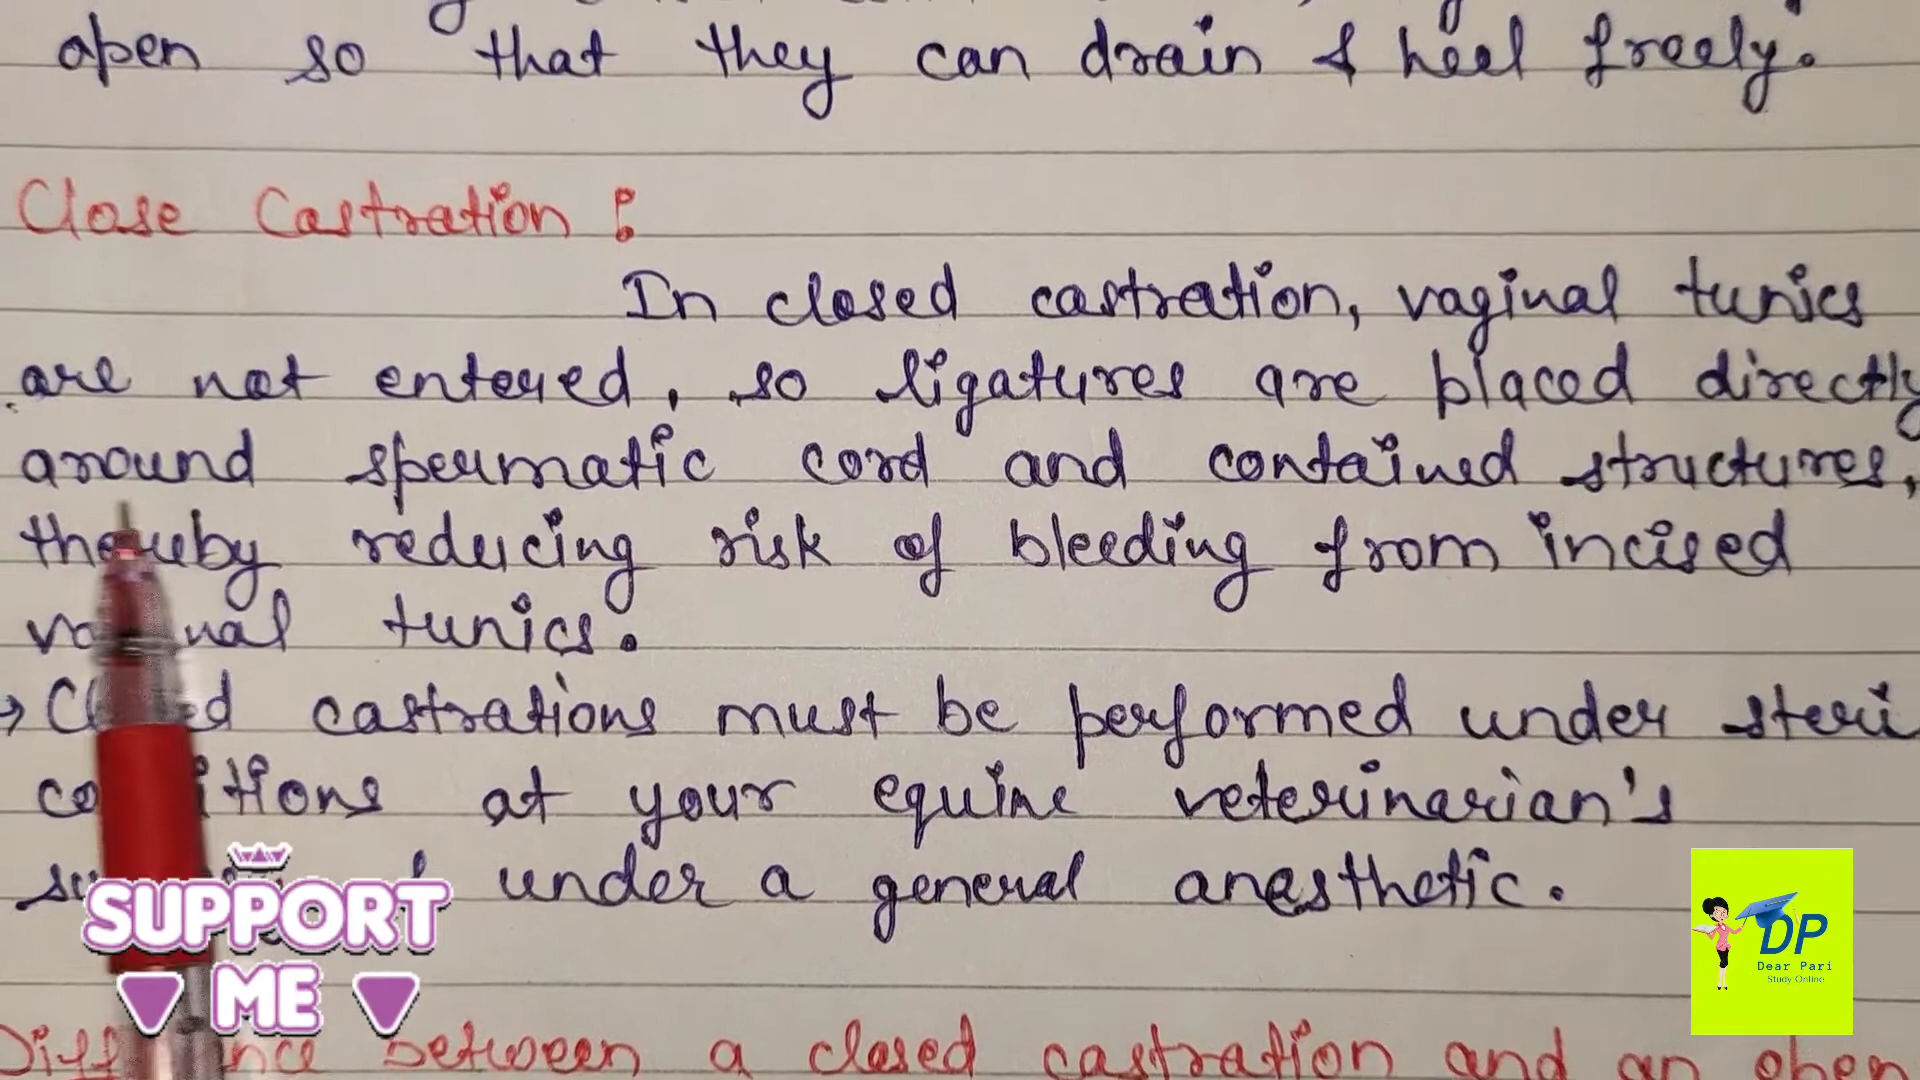 open so that they can drain & heel freely.
Close Castration :
In closed castration, vaginal tunics
are not entered, so ligatures are placed directly
around spermatic cord and contained structures,
thereby reducing risk of bleeding from incised
tunics.
→ castrations must be performed under steri
at your equine veterinarian's
under a general anesthetic.
SUPPORT
ME
DP
Dear Pari
Study Online
between a closed castration and an open